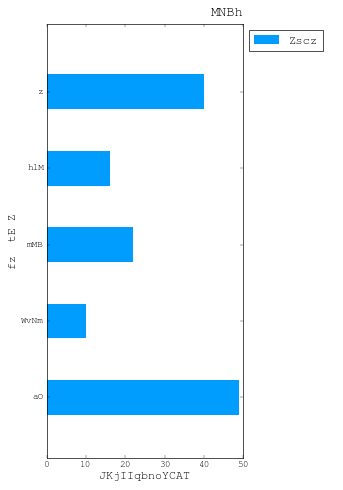 MNBh
Zscz
z
hlM
mMB
WvNm
aO
fz tE Z
0 10 20 30 40 50
JKjIIqbnoYCAT